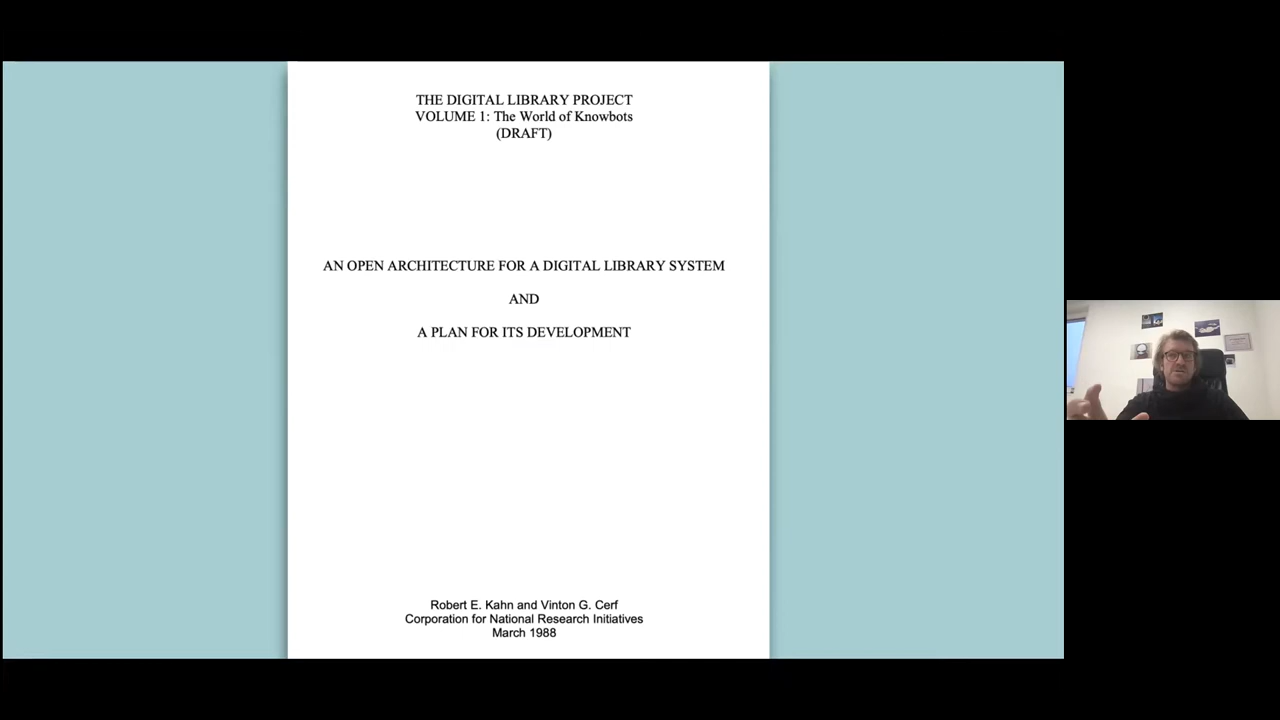 THE DIGITAL LIBRARY PROJECT
VOLUME 1: The World of Knowbots
(DRAFT)
AN OPEN ARCHITECTURE FOR A DIGITAL LIBRARY SYSTEM
AND
A PLAN FOR ITS DEVELOPMENT
Robert E. Kahn and Vinton G. Cerf
Corporation for National Research Initiatives
March 1988